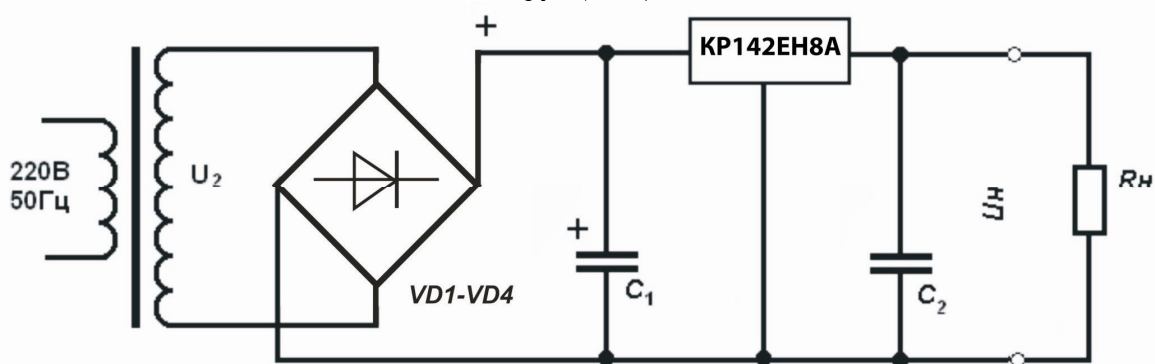 +
КР142ЕН8А
220В
50Гц
U₂
+
C₁
VD1-VD4
C₂
Uн
Rн